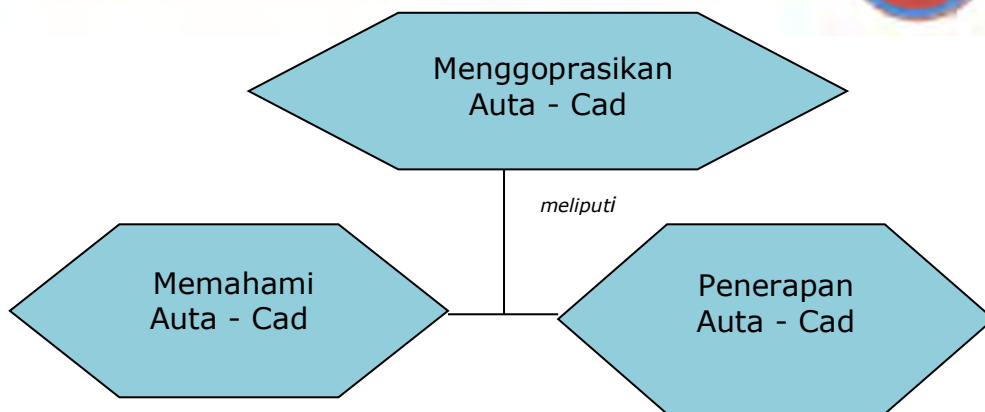 Menggoprasikan
Auta - Cad
meliputi
Memahami
Auta - Cad
Penerapan
Auta - Cad